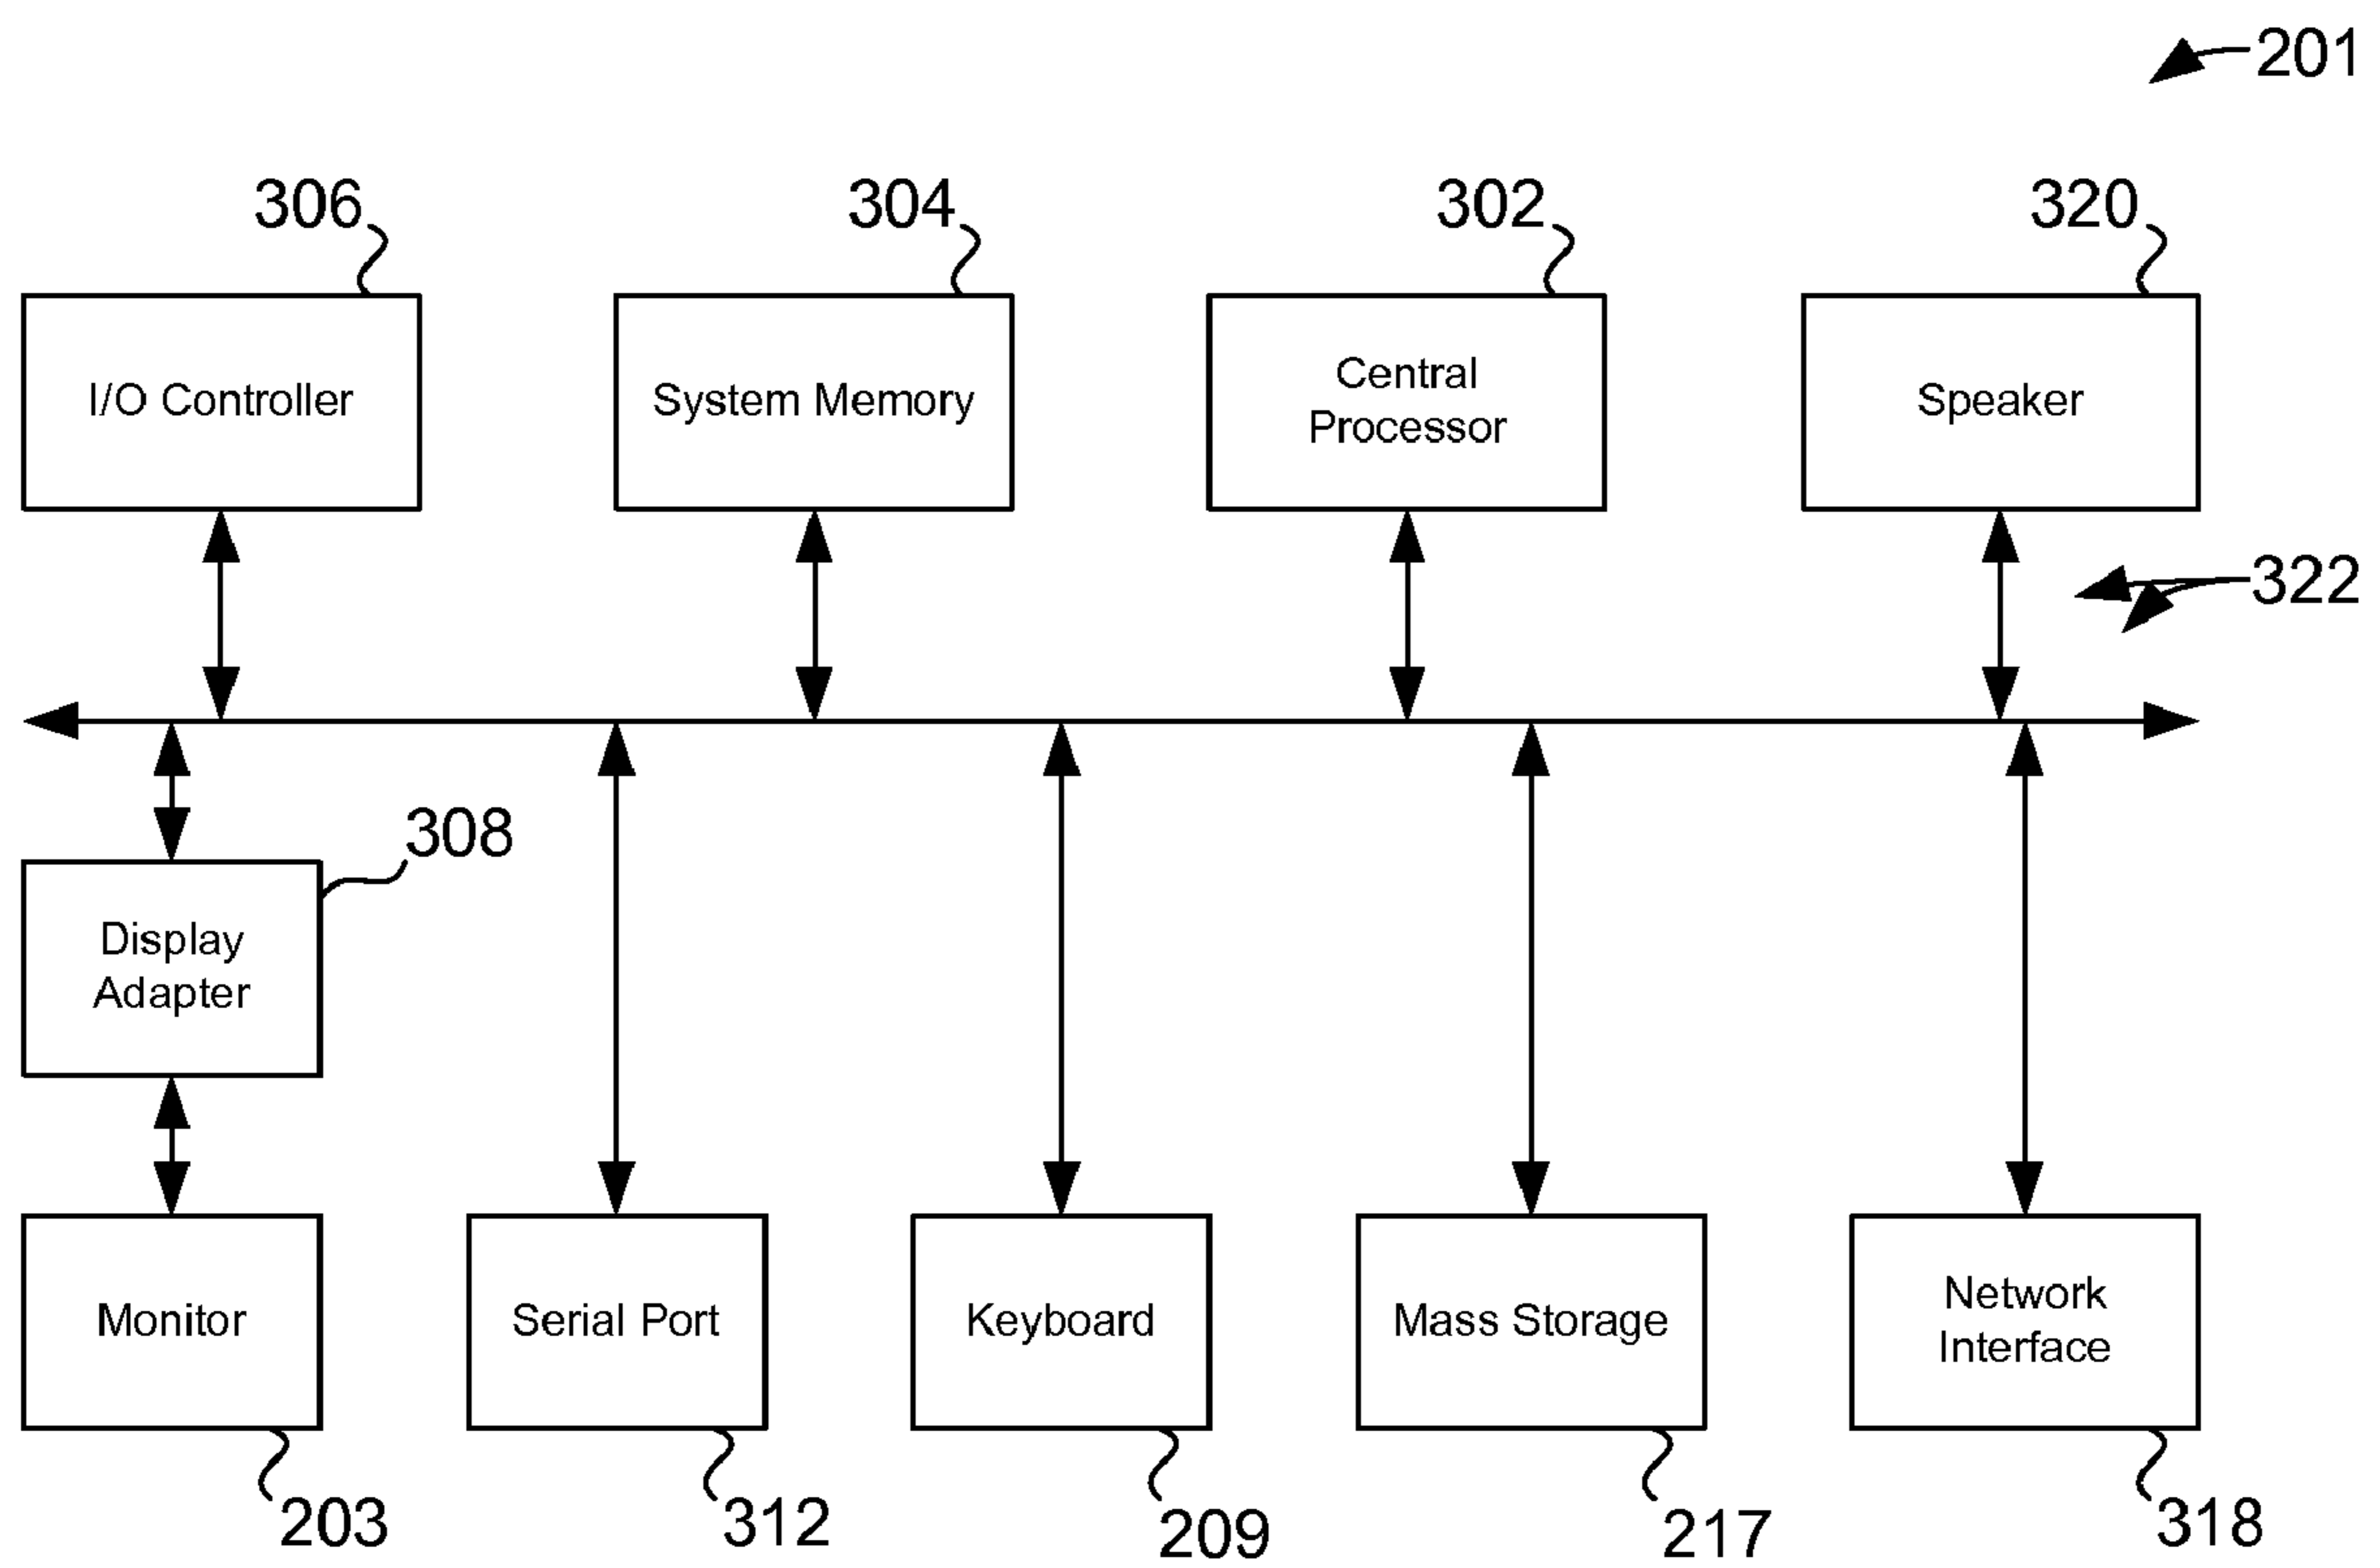 201
306
304
302
320
I/O Controller
System Memory
Central
Processor
Speaker
322
308
Display
Adapter
Monitor
Serial Port
Keyboard
Mass Storage
Network
Interface
203
312
209
217
318